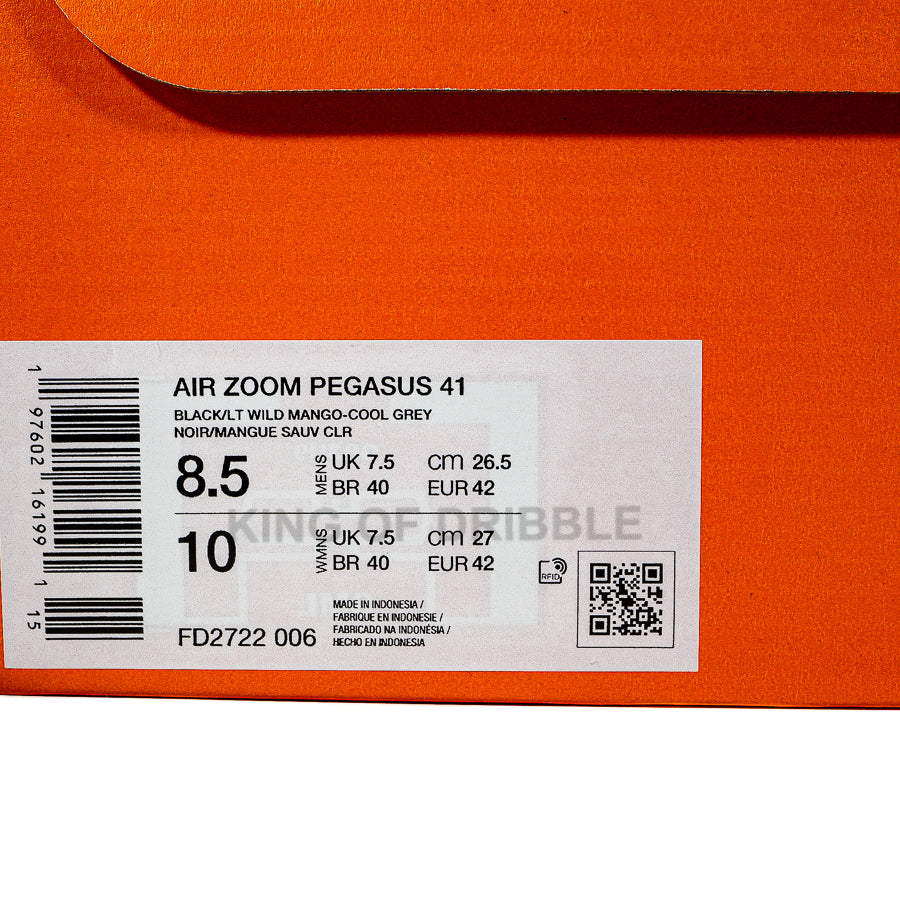 AIR ZOOM PEGASUS 41
BLACK/LT WILD MANGO-COOL GREY
NOIR/MANGUE SAUV CLR
8.5 MENS UK 7.5 cm 26.5
BR 40 EUR 42
KING OF DRIBBLE
10 WMNS UK 7.5 cm 27
BR 40 EUR 42
RFID
MADE IN INDONESIA /
FABRIQUE EN INDONESIE /
FABRICADO NA INDONÉSIA /
HECHO EN INDONESIA
FD2722 006
1 97602 16199 1 15